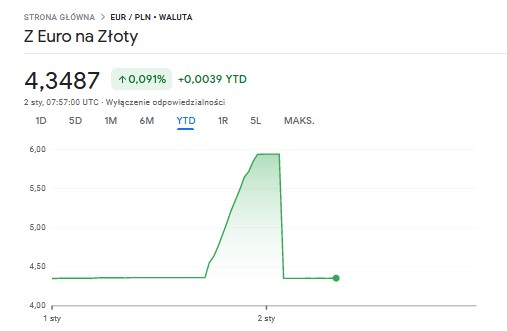 STRONA GŁÓWNA > EUR / PLN • WALUTA
Z Euro na Złoty
4,3487 ↑ 0,091% +0,0039 YTD
2 sty, 07:57:00 UTC · Wyłączenie odpowiedzialności
1D 5D 1M 6M YTD 1R 5L MAKS.
6,00
5,50
5,00
4,50
4,00
1 sty 2 sty